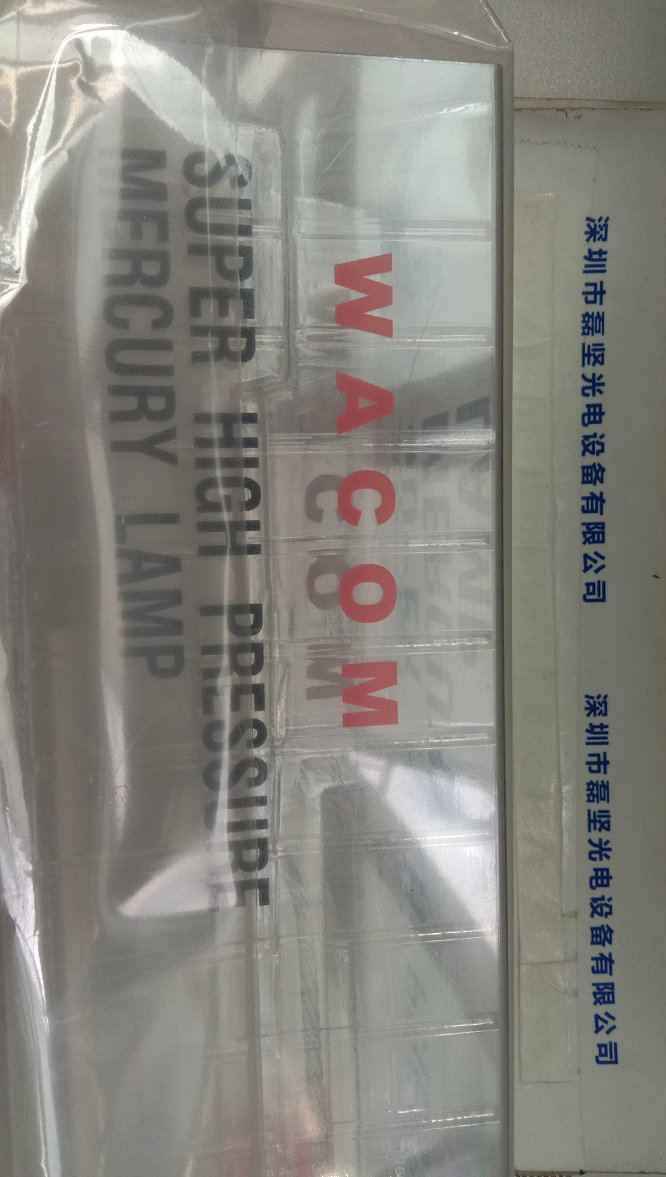 深圳市磊坚光电设备有限公司 深圳市磊坚光电设备有限公司
WACOM
SUPER HIGH PRESSURE
MERCURY LAMP